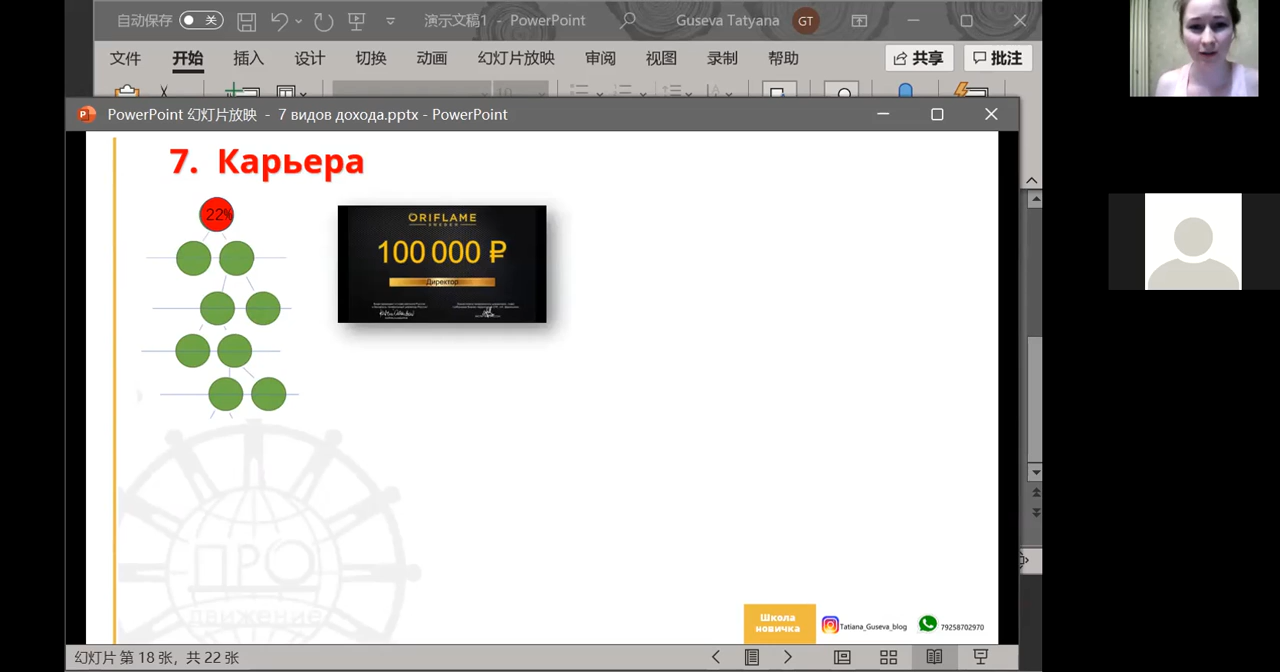 自动保存 关 演示文稿1 - PowerPoint Guseva Tatyana GT
文件 开始 插入 设计 切换 动画 幻灯片放映 审阅 视图 录制 帮助 共享 批注
PowerPoint 幻灯片放映 - 7 видов дохода.pptx - PowerPoint
7. Карьера
22%
ORIFLAME
SWEDEN
100 000 ₽
Директор
ПРО
движение
Школа
новичка
Tatiana_Guseva_blog
79258702970
幻灯片 第 18 张，共 22 张